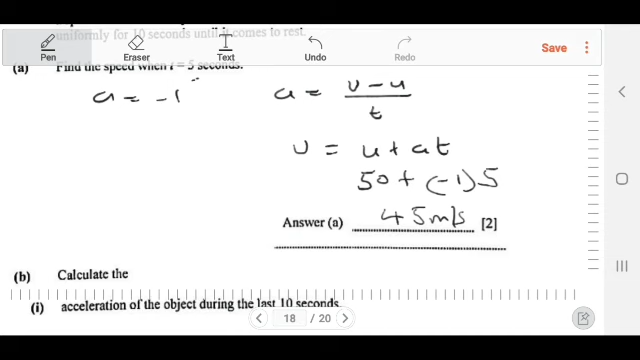 Pen
Eraser
Text
Undo
Redo
Save
uniformly for 10 seconds until it comes to rest.
(a) Find the speed when t = 5 seconds.
a = -1
a = v - u / t
v = u + at
50 + (-1)5
Answer (a) 45m/s [2]
(b) Calculate the
(i) acceleration of the object during the last 10 seconds.
18 / 20